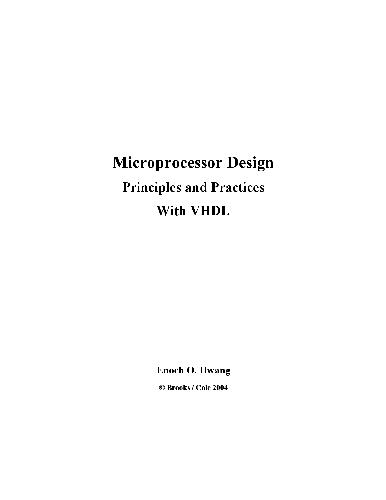 Microprocessor Design
Principles and Practices
With VHDL
Enoch O. Hwang
© Brooks / Cole 2004